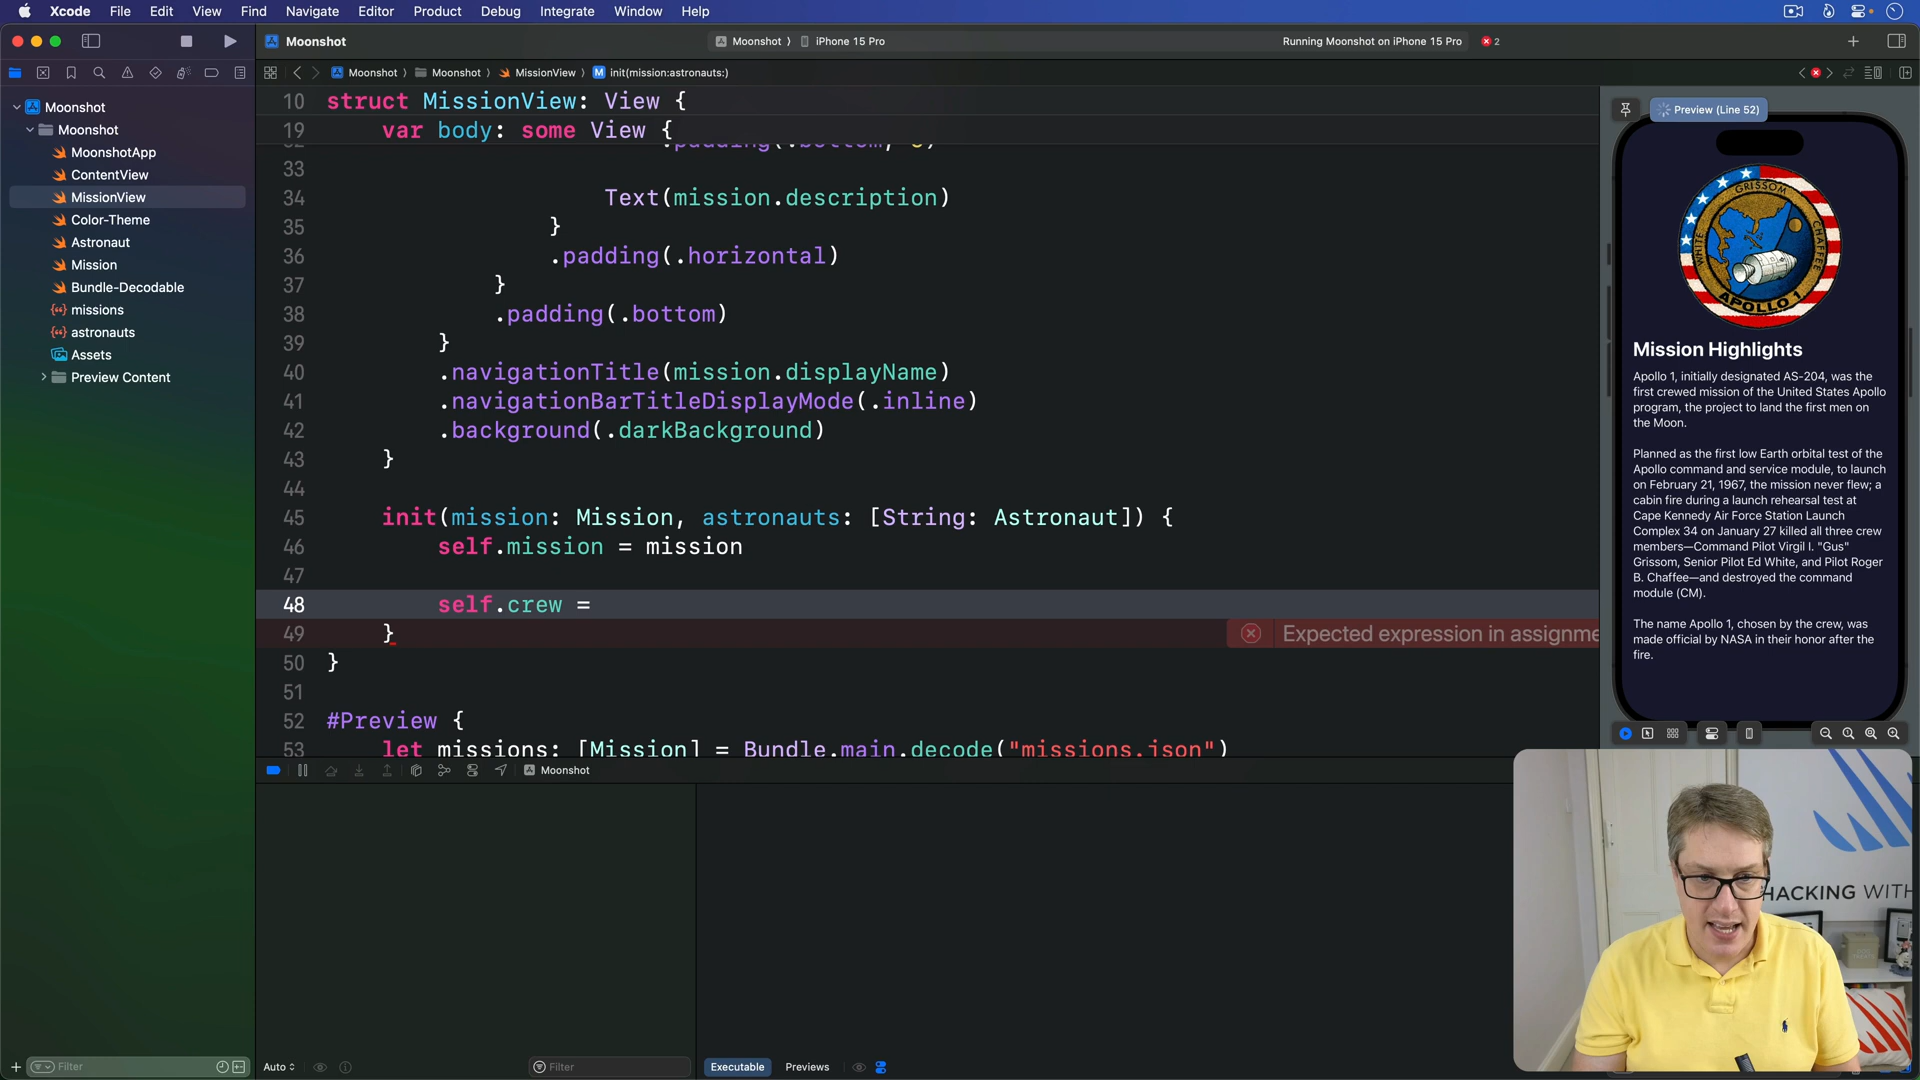 Xcode File Edit View Find Navigate Editor Product Debug Integrate Window Help
Moonshot
Moonshot 〉 iPhone 15 Pro
Running Moonshot on iPhone 15 Pro
2
Moonshot 〉 Moonshot 〉 MissionView 〉 M init(mission:astronauts:)
Moonshot
Moonshot
MoonshotApp
ContentView
MissionView
Color-Theme
Astronaut
Mission
Bundle-Decodable
missions
astronauts
Assets
Preview Content
10 struct MissionView: View {
19 var body: some View {
33
34 Text(mission.description)
35 }
36 .padding(.horizontal)
37 }
38 .padding(.bottom)
39 }
40 .navigationTitle(mission.displayName)
41 .navigationBarTitleDisplayMode(.inline)
42 .background(.darkBackground)
43 }
44
45 init(mission: Mission, astronauts: [String: Astronaut]) {
46 self.mission = mission
47
48 self.crew =
49 }
Expected expression in assignme
50 }
51
52 #Preview {
53 let missions: [Mission] = Bundle.main.decode("missions.json")
Preview (Line 52)
GRISSOM
WHITE
CHAFFEE
APOLLO 1
Mission Highlights
Apollo 1, initially designated AS-204, was the
first crewed mission of the United States Apollo
program, the project to land the first men on
the Moon.
Planned as the first low Earth orbital test of the
Apollo command and service module, to launch
on February 21, 1967, the mission never flew; a
cabin fire during a launch rehearsal test at
Cape Kennedy Air Force Station Launch
Complex 34 on January 27 killed all three crew
members—Command Pilot Virgil I. "Gus"
Grissom, Senior Pilot Ed White, and Pilot Roger
B. Chaffee—and destroyed the command
module (CM).
The name Apollo 1, chosen by the crew, was
made official by NASA in their honor after the
fire.
Moonshot
HACKING WITH
Filter
Auto
Filter
Executable
Previews